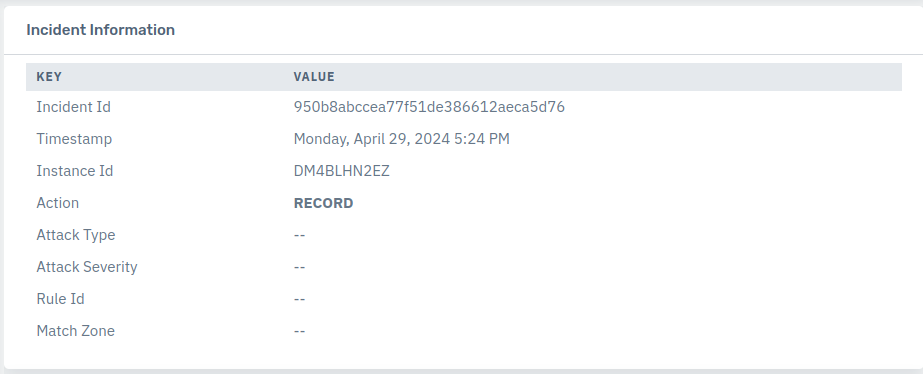 Incident Information
KEY VALUE
Incident Id 950b8abccea77f51de386612aeca5d76
Timestamp Monday, April 29, 2024 5:24 PM
Instance Id DM4BLHN2EZ
Action RECORD
Attack Type --
Attack Severity --
Rule Id --
Match Zone --